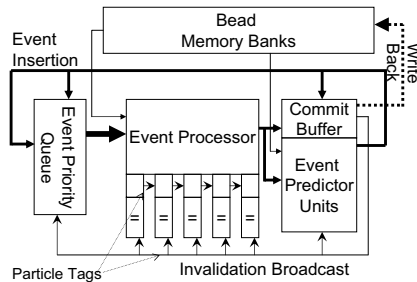 Bead
Memory Banks
Event
Insertion
Write
Back
Event Priority
Queue
Event Processor
Commit
Buffer
Event
Predictor
Units
= = = = =
Particle Tags
Invalidation Broadcast